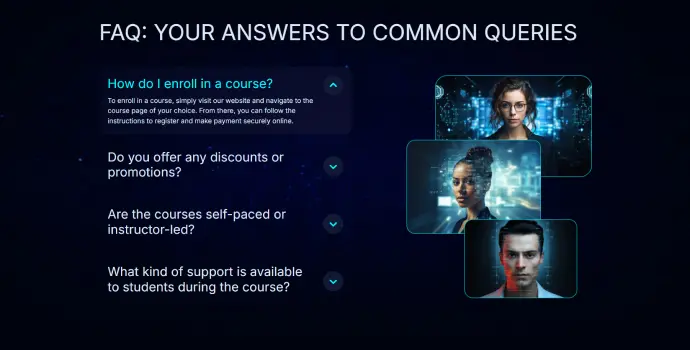 FAQ: YOUR ANSWERS TO COMMON QUERIES
How do I enroll in a course?
To enroll in a course, simply visit our website and navigate to the
course page of your choice. From there, you can follow the
instructions to register and make payment securely online.
Do you offer any discounts or
promotions?
Are the courses self-paced or
instructor-led?
What kind of support is available
to students during the course?